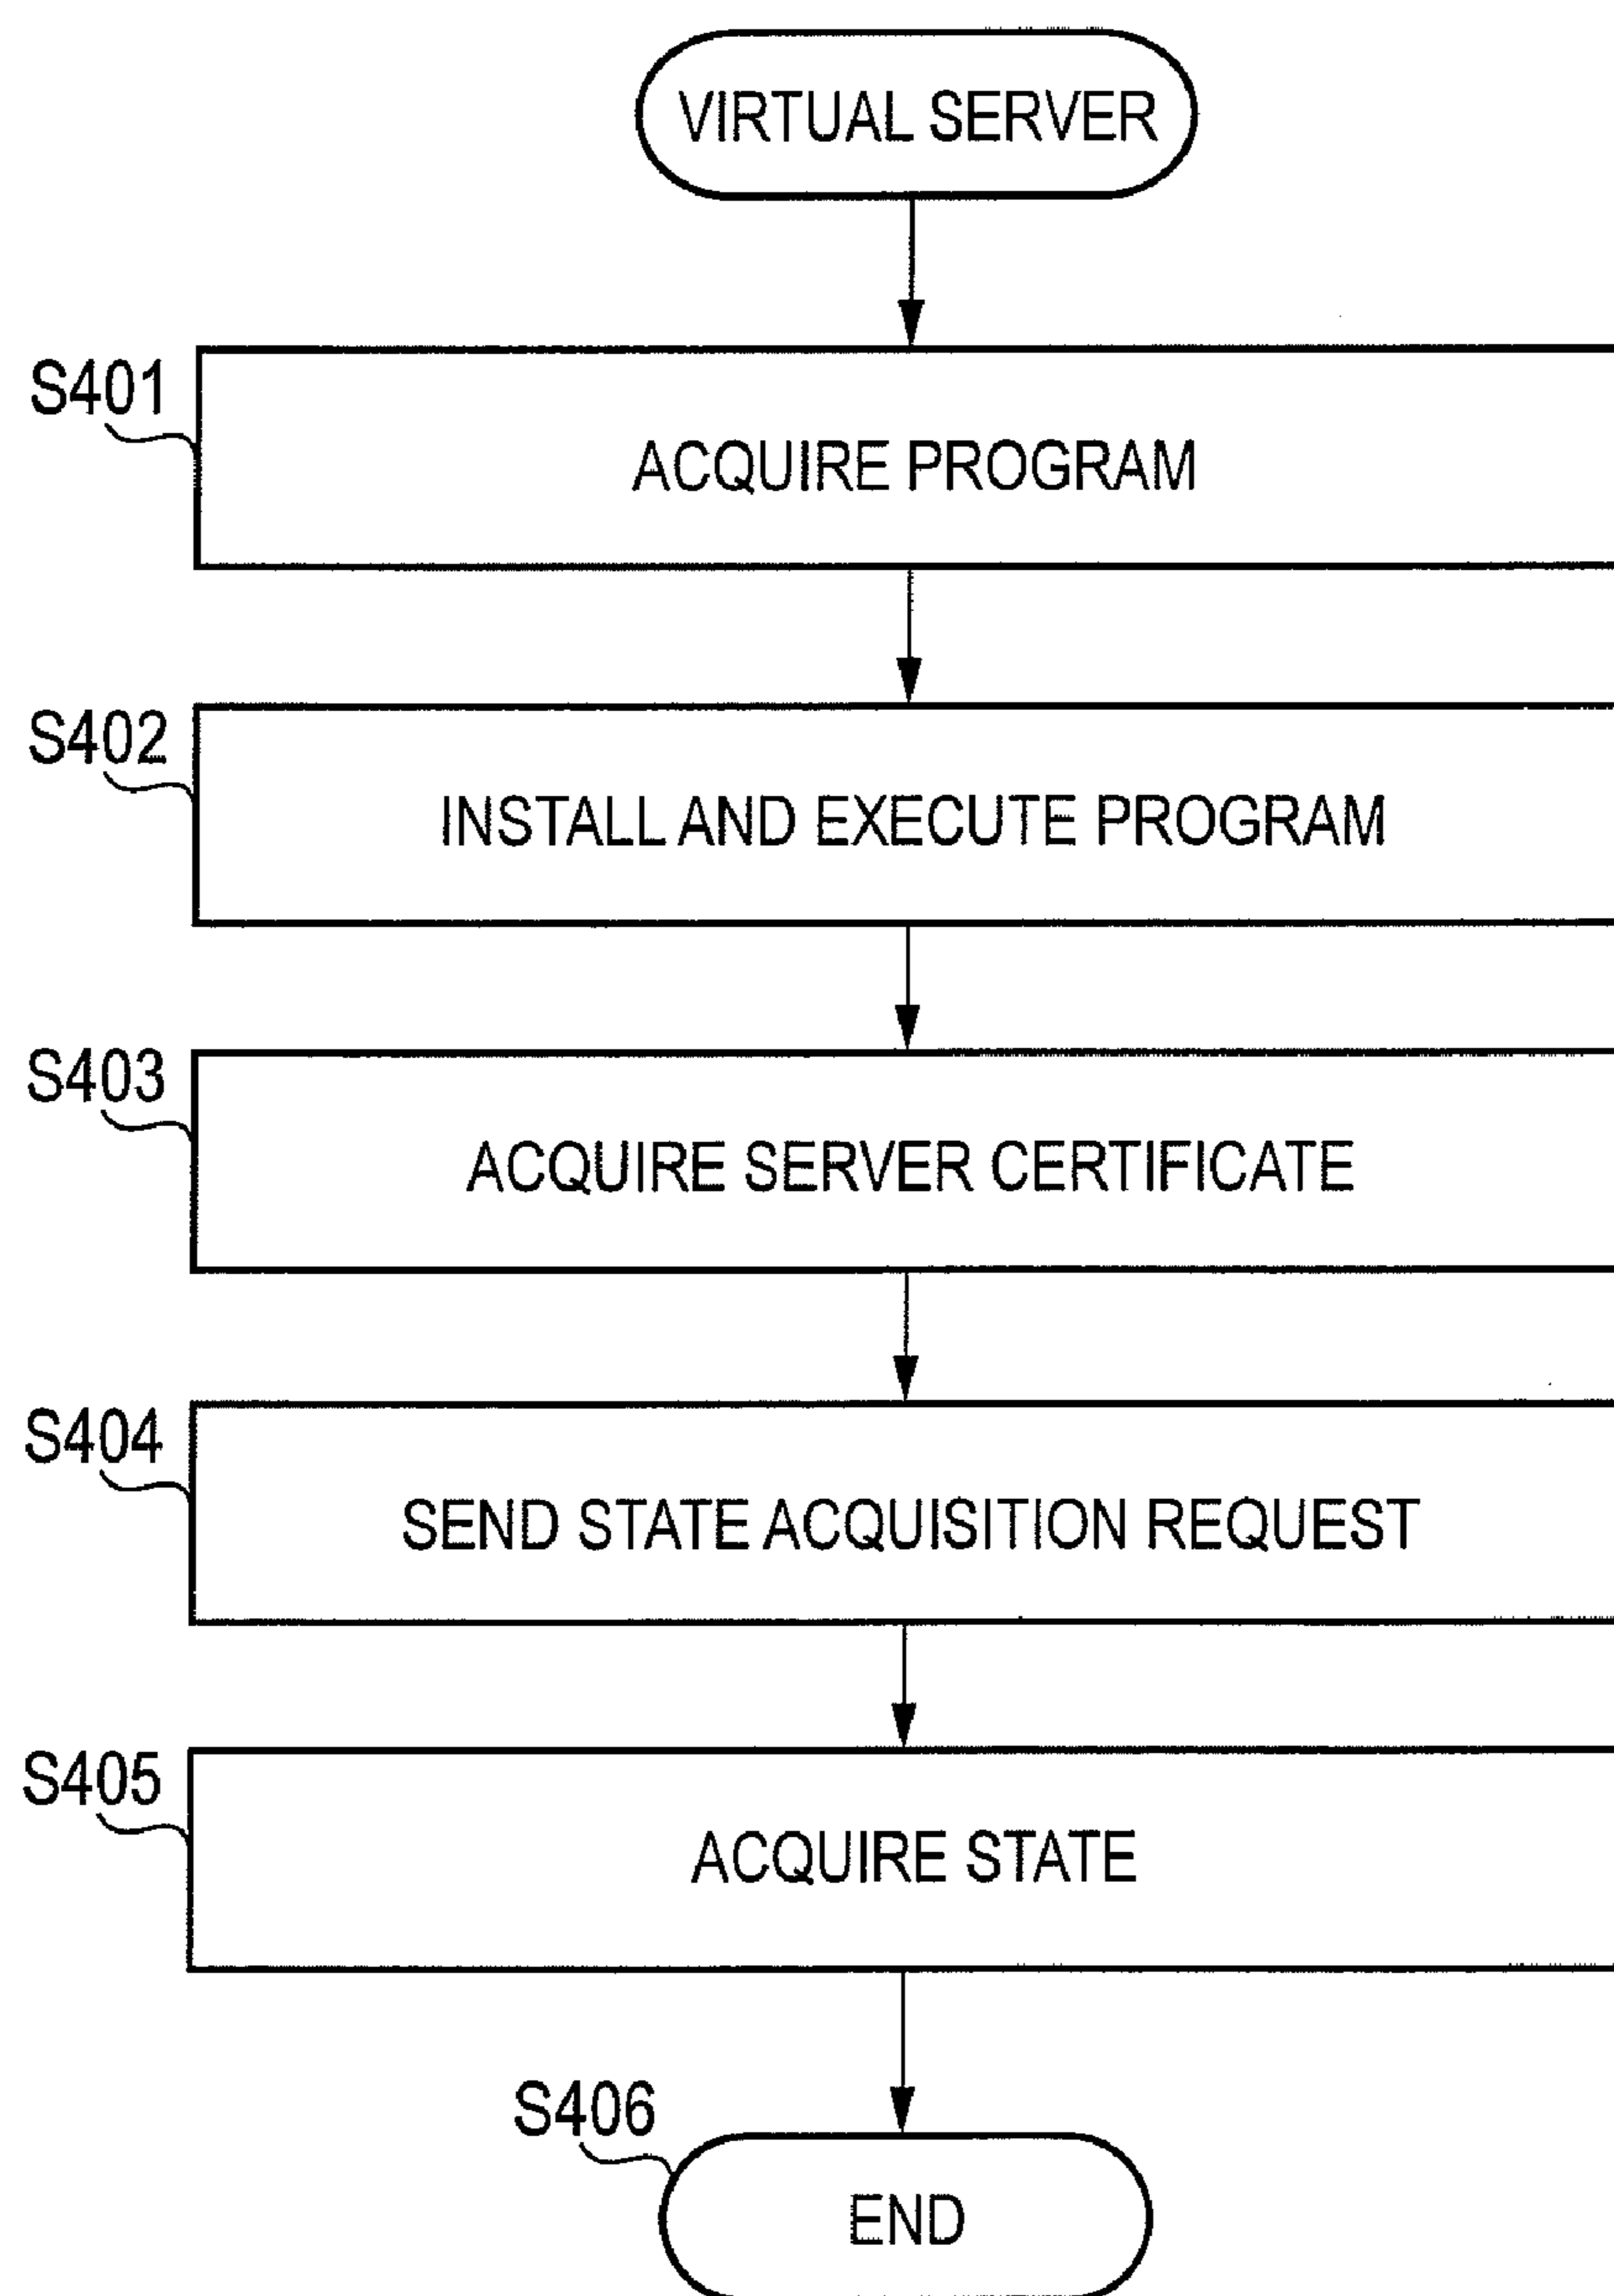 VIRTUAL SERVER
S401
ACQUIRE PROGRAM
S402
INSTALL AND EXECUTE PROGRAM
S403
ACQUIRE SERVER CERTIFICATE
S404
SEND STATE ACQUISITION REQUEST
S405
ACQUIRE STATE
S406
END